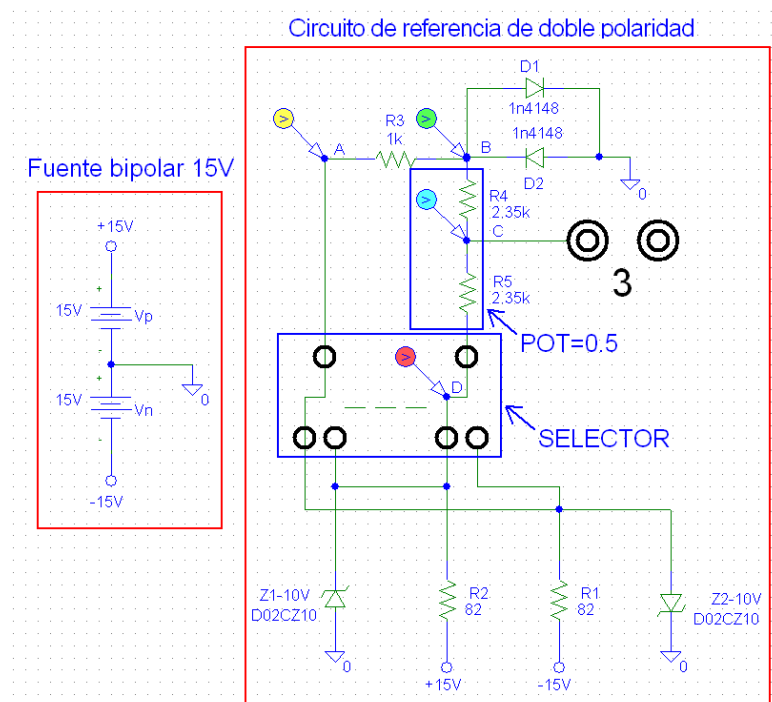 Circuito de referencia de doble polaridad
D1
1n4148
V
V
R3
1k
A
B
1n4148
D2
0
Fuente bipolar 15V
V
R4
2.35k
C
+15V
3
15V
+
Vp
-
R5
2.35k
POT=0.5
0
15V
+
Vn
-
V
D
SELECTOR
-15V
Z1-10V
D02CZ10
R2
82
R1
82
Z2-10V
D02CZ10
0
+15V
-15V
0